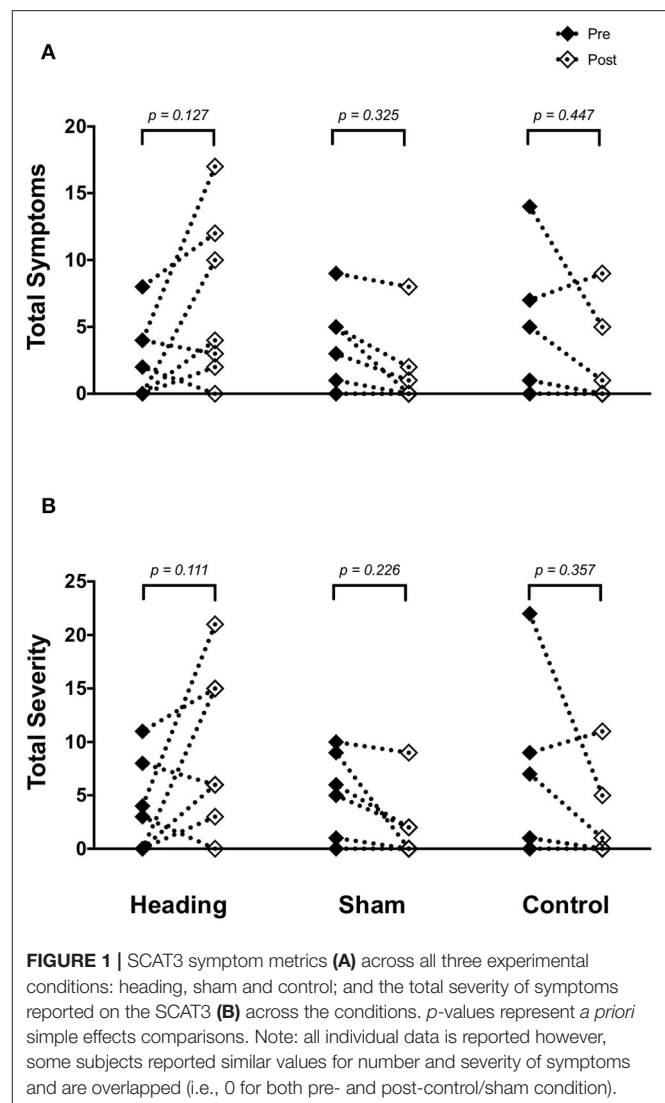 Pre
Post
A
p = 0.127
p = 0.325
p = 0.447
20
15
10
5
0
Total Symptoms
B
p = 0.111
p = 0.226
p = 0.357
25
20
15
10
5
0
Total Severity
Heading Sham Control
FIGURE 1 | SCAT3 symptom metrics (A) across all three experimental
conditions: heading, sham and control; and the total severity of symptoms
reported on the SCAT3 (B) across the conditions. p-values represent a priori
simple effects comparisons. Note: all individual data is reported however,
some subjects reported similar values for number and severity of symptoms
and are overlapped (i.e., 0 for both pre- and post-control/sham condition).